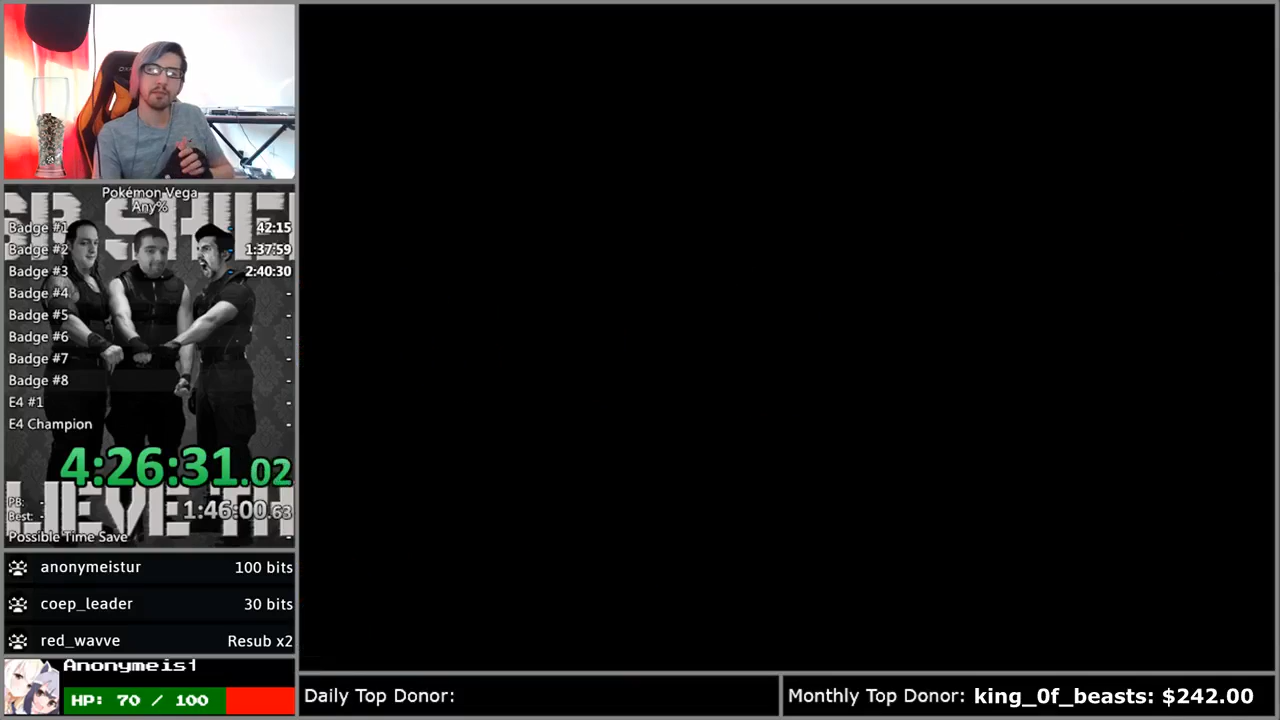 Pokémon Vega
Any%
Badge #1 42:15
Badge #2 1:37:59
Badge #3 2:40:30
Badge #4 -
Badge #5 -
Badge #6 -
Badge #7 -
Badge #8 -
E4 #1 -
E4 Champion -
4:26:31.02
PB: -
1:46:00.63
Best: -
LIEVE TH
Possible Time Save -
anonymeistur 100 bits
coep_leader 30 bits
red_wavve Resub x2
Anonymeist
HP: 70 / 100
Daily Top Donor:
Monthly Top Donor: king_0f_beasts: $242.00